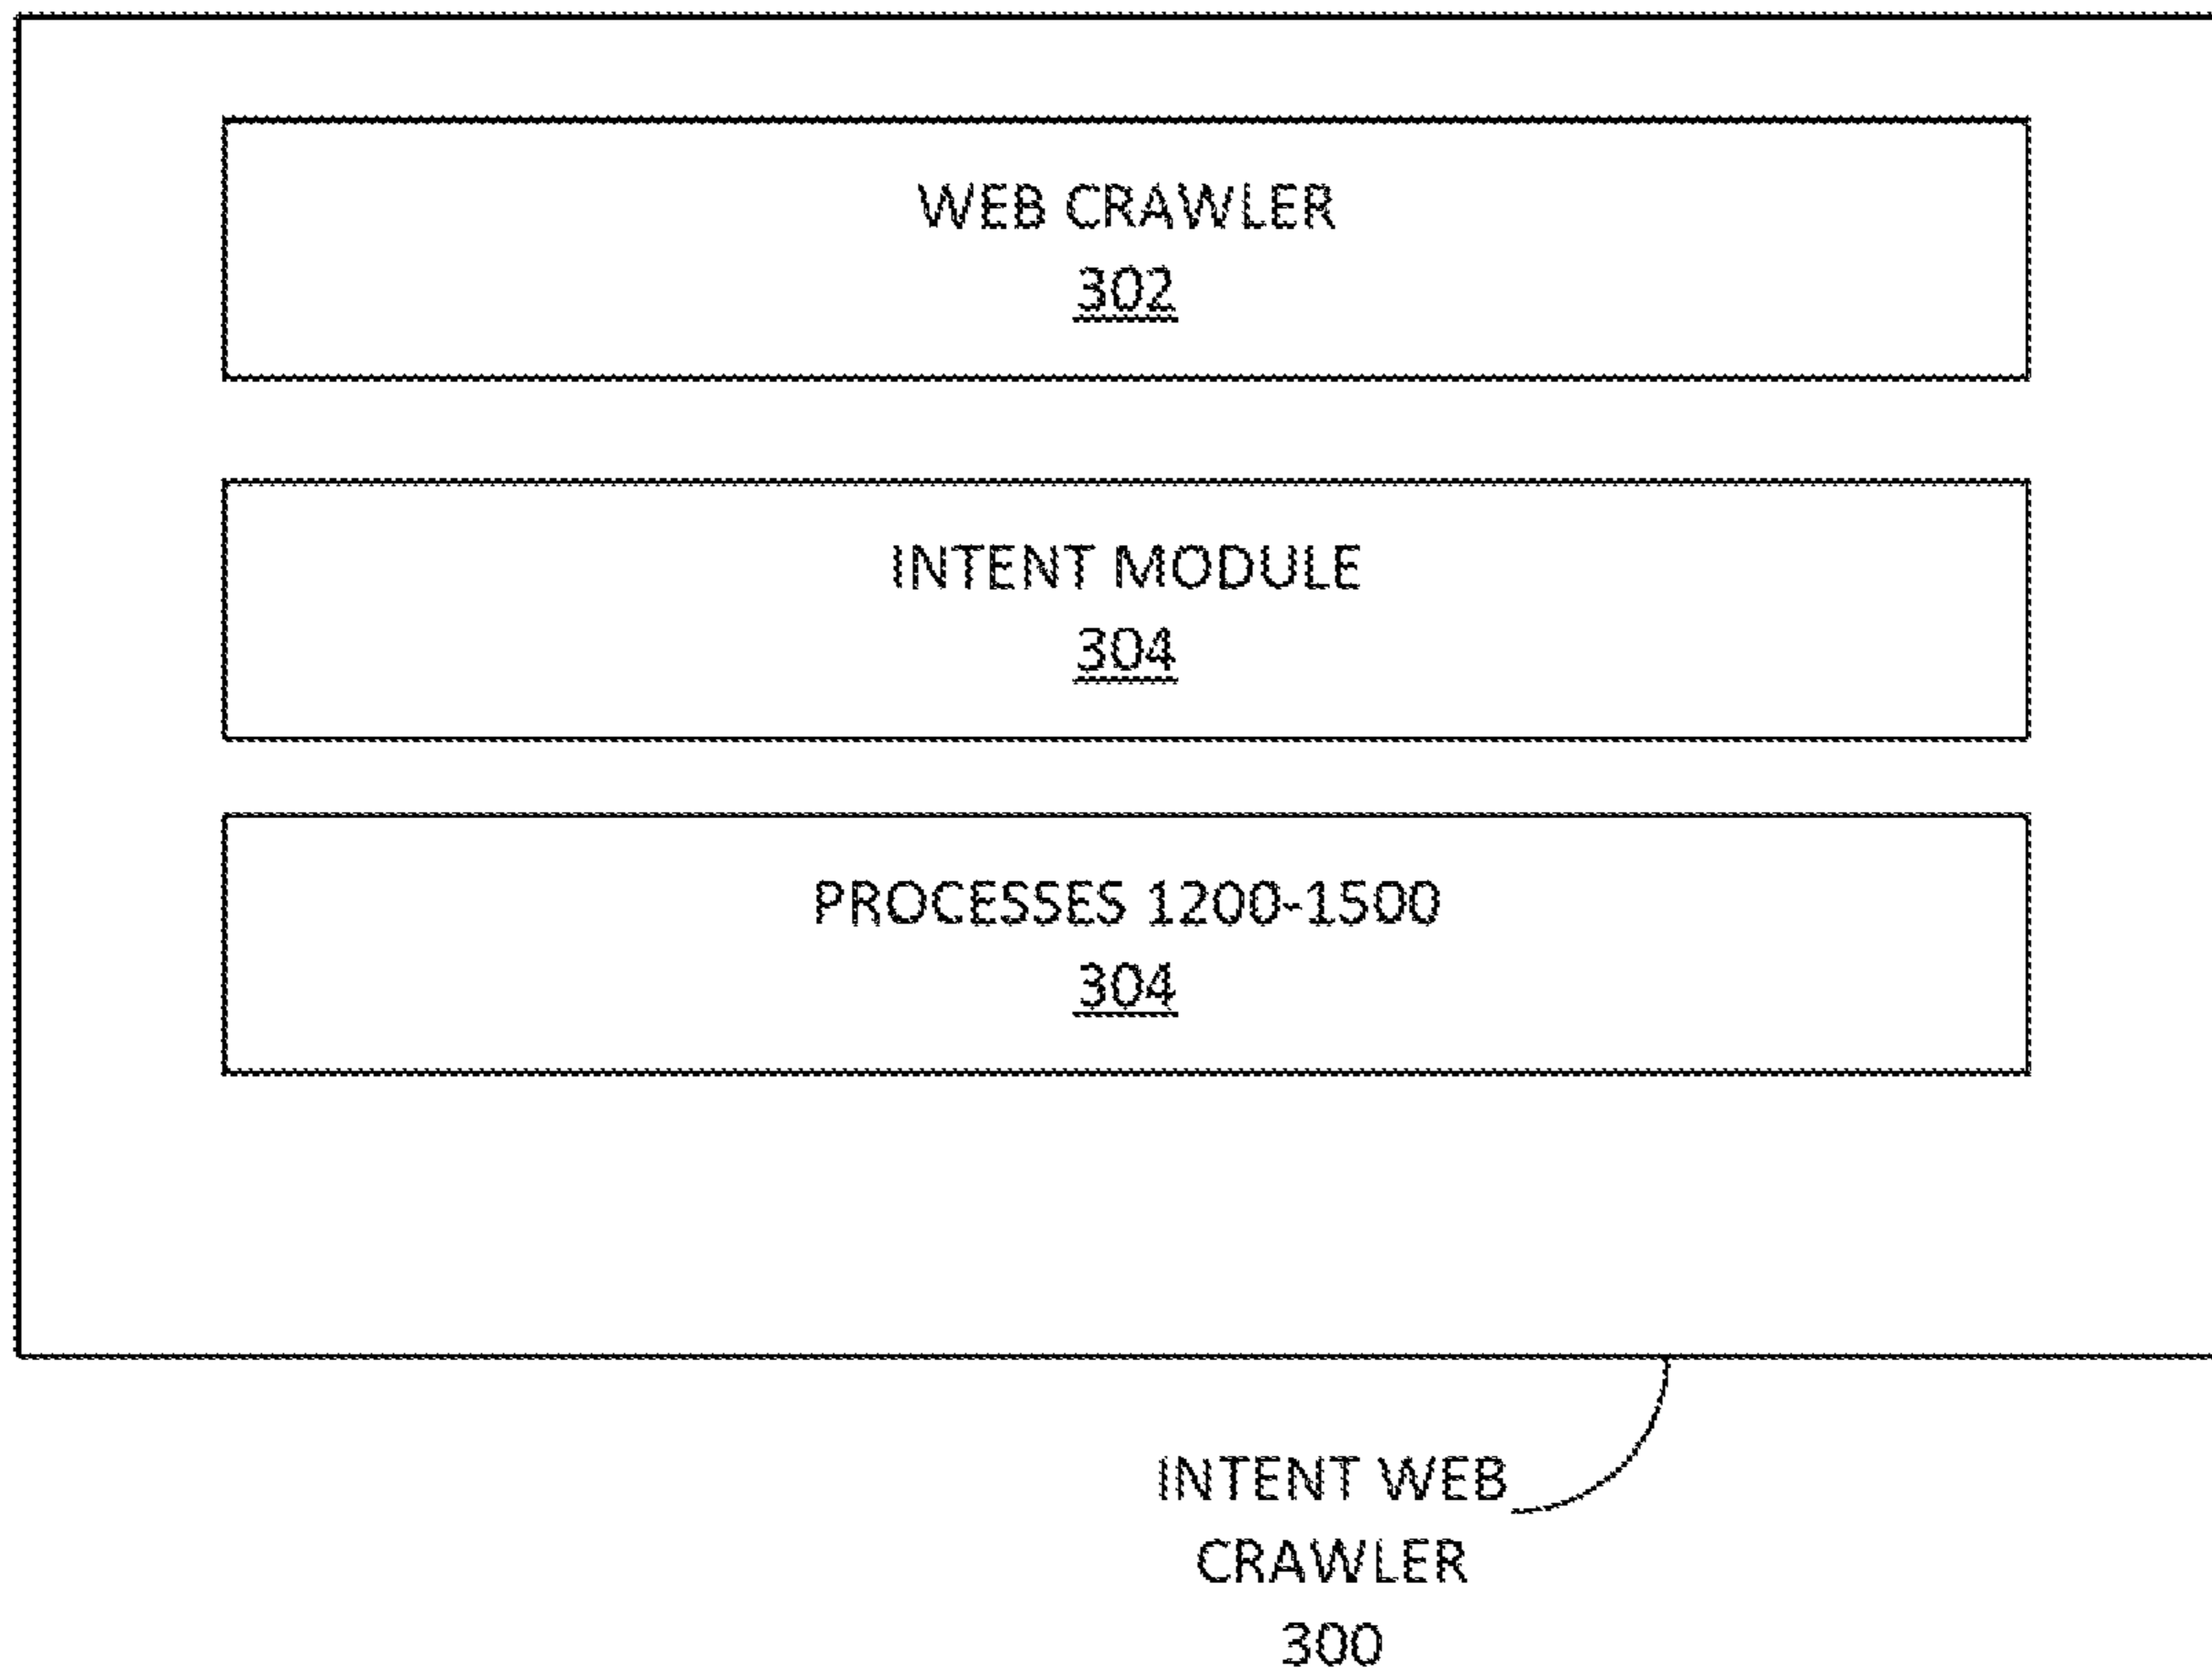 WEB CRAWLER
302
INTENT MODULE
304
PROCESSES 1200-1500
304
INTENT WEB
CRAWLER
300